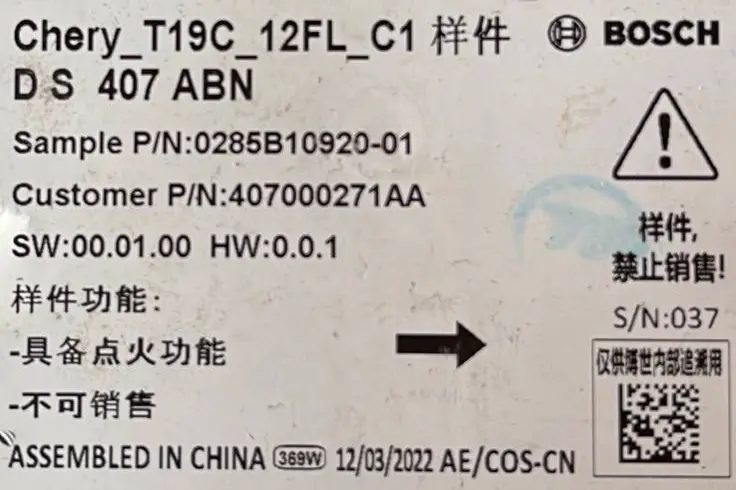 Chery_T19C_12FL_C1 样件
BOSCH
D S 407 ABN
Sample P/N:0285B10920-01
Customer P/N:407000271AA
SW:00.01.00 HW:0.0.1
样件功能:
-具备点火功能
-不可销售
样件,
禁止销售!
S/N:037
仅供博世内部追溯用
ASSEMBLED IN CHINA 369W 12/03/2022 AE/COS-CN